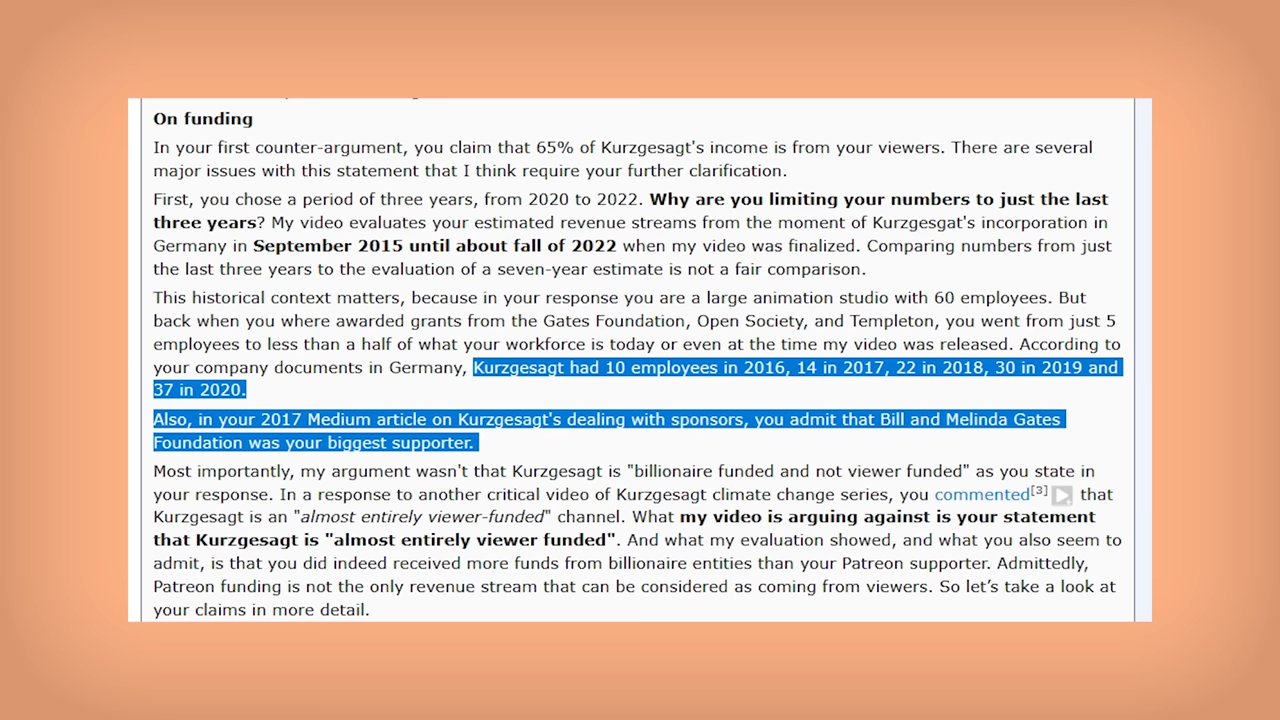 On funding
In your first counter-argument, you claim that 65% of Kurzgesagt's income is from your viewers. There are several
major issues with this statement that I think require your further clarification.
First, you chose a period of three years, from 2020 to 2022. Why are you limiting your numbers to just the last
three years? My video evaluates your estimated revenue streams from the moment of Kurzgesgat's incorporation in
Germany in September 2015 until about fall of 2022 when my video was finalized. Comparing numbers from just
the last three years to the evaluation of a seven-year estimate is not a fair comparison.
This historical context matters, because in your response you are a large animation studio with 60 employees. But
back when you where awarded grants from the Gates Foundation, Open Society, and Templeton, you went from just 5
employees to less than a half of what your workforce is today or even at the time my video was released. According to
your company documents in Germany, Kurzgesagt had 10 employees in 2016, 14 in 2017, 22 in 2018, 30 in 2019 and
37 in 2020.
Also, in your 2017 Medium article on Kurzgesagt's dealing with sponsors, you admit that Bill and Melinda Gates
Foundation was your biggest supporter.
Most importantly, my argument wasn't that Kurzgesagt is "billionaire funded and not viewer funded" as you state in
your response. In a response to another critical video of Kurzgesagt climate change series, you commented[3] that
Kurzgesagt is an "almost entirely viewer-funded" channel. What my video is arguing against is your statement
that Kurzgesagt is "almost entirely viewer funded". And what my evaluation showed, and what you also seem to
admit, is that you did indeed received more funds from billionaire entities than your Patreon supporter. Admittedly,
Patreon funding is not the only revenue stream that can be considered as coming from viewers. So let's take a look at
your claims in more detail.